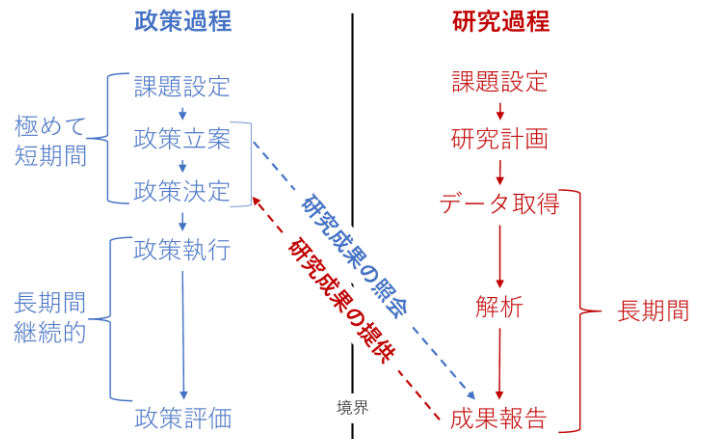 政策過程
研究過程
課題設定
政策立案
政策決定
政策執行
政策評価
極めて
短期間
長期間
継続的
研究成果の照会
研究成果の提供
境界
課題設定
研究計画
データ取得
解析
成果報告
長期間